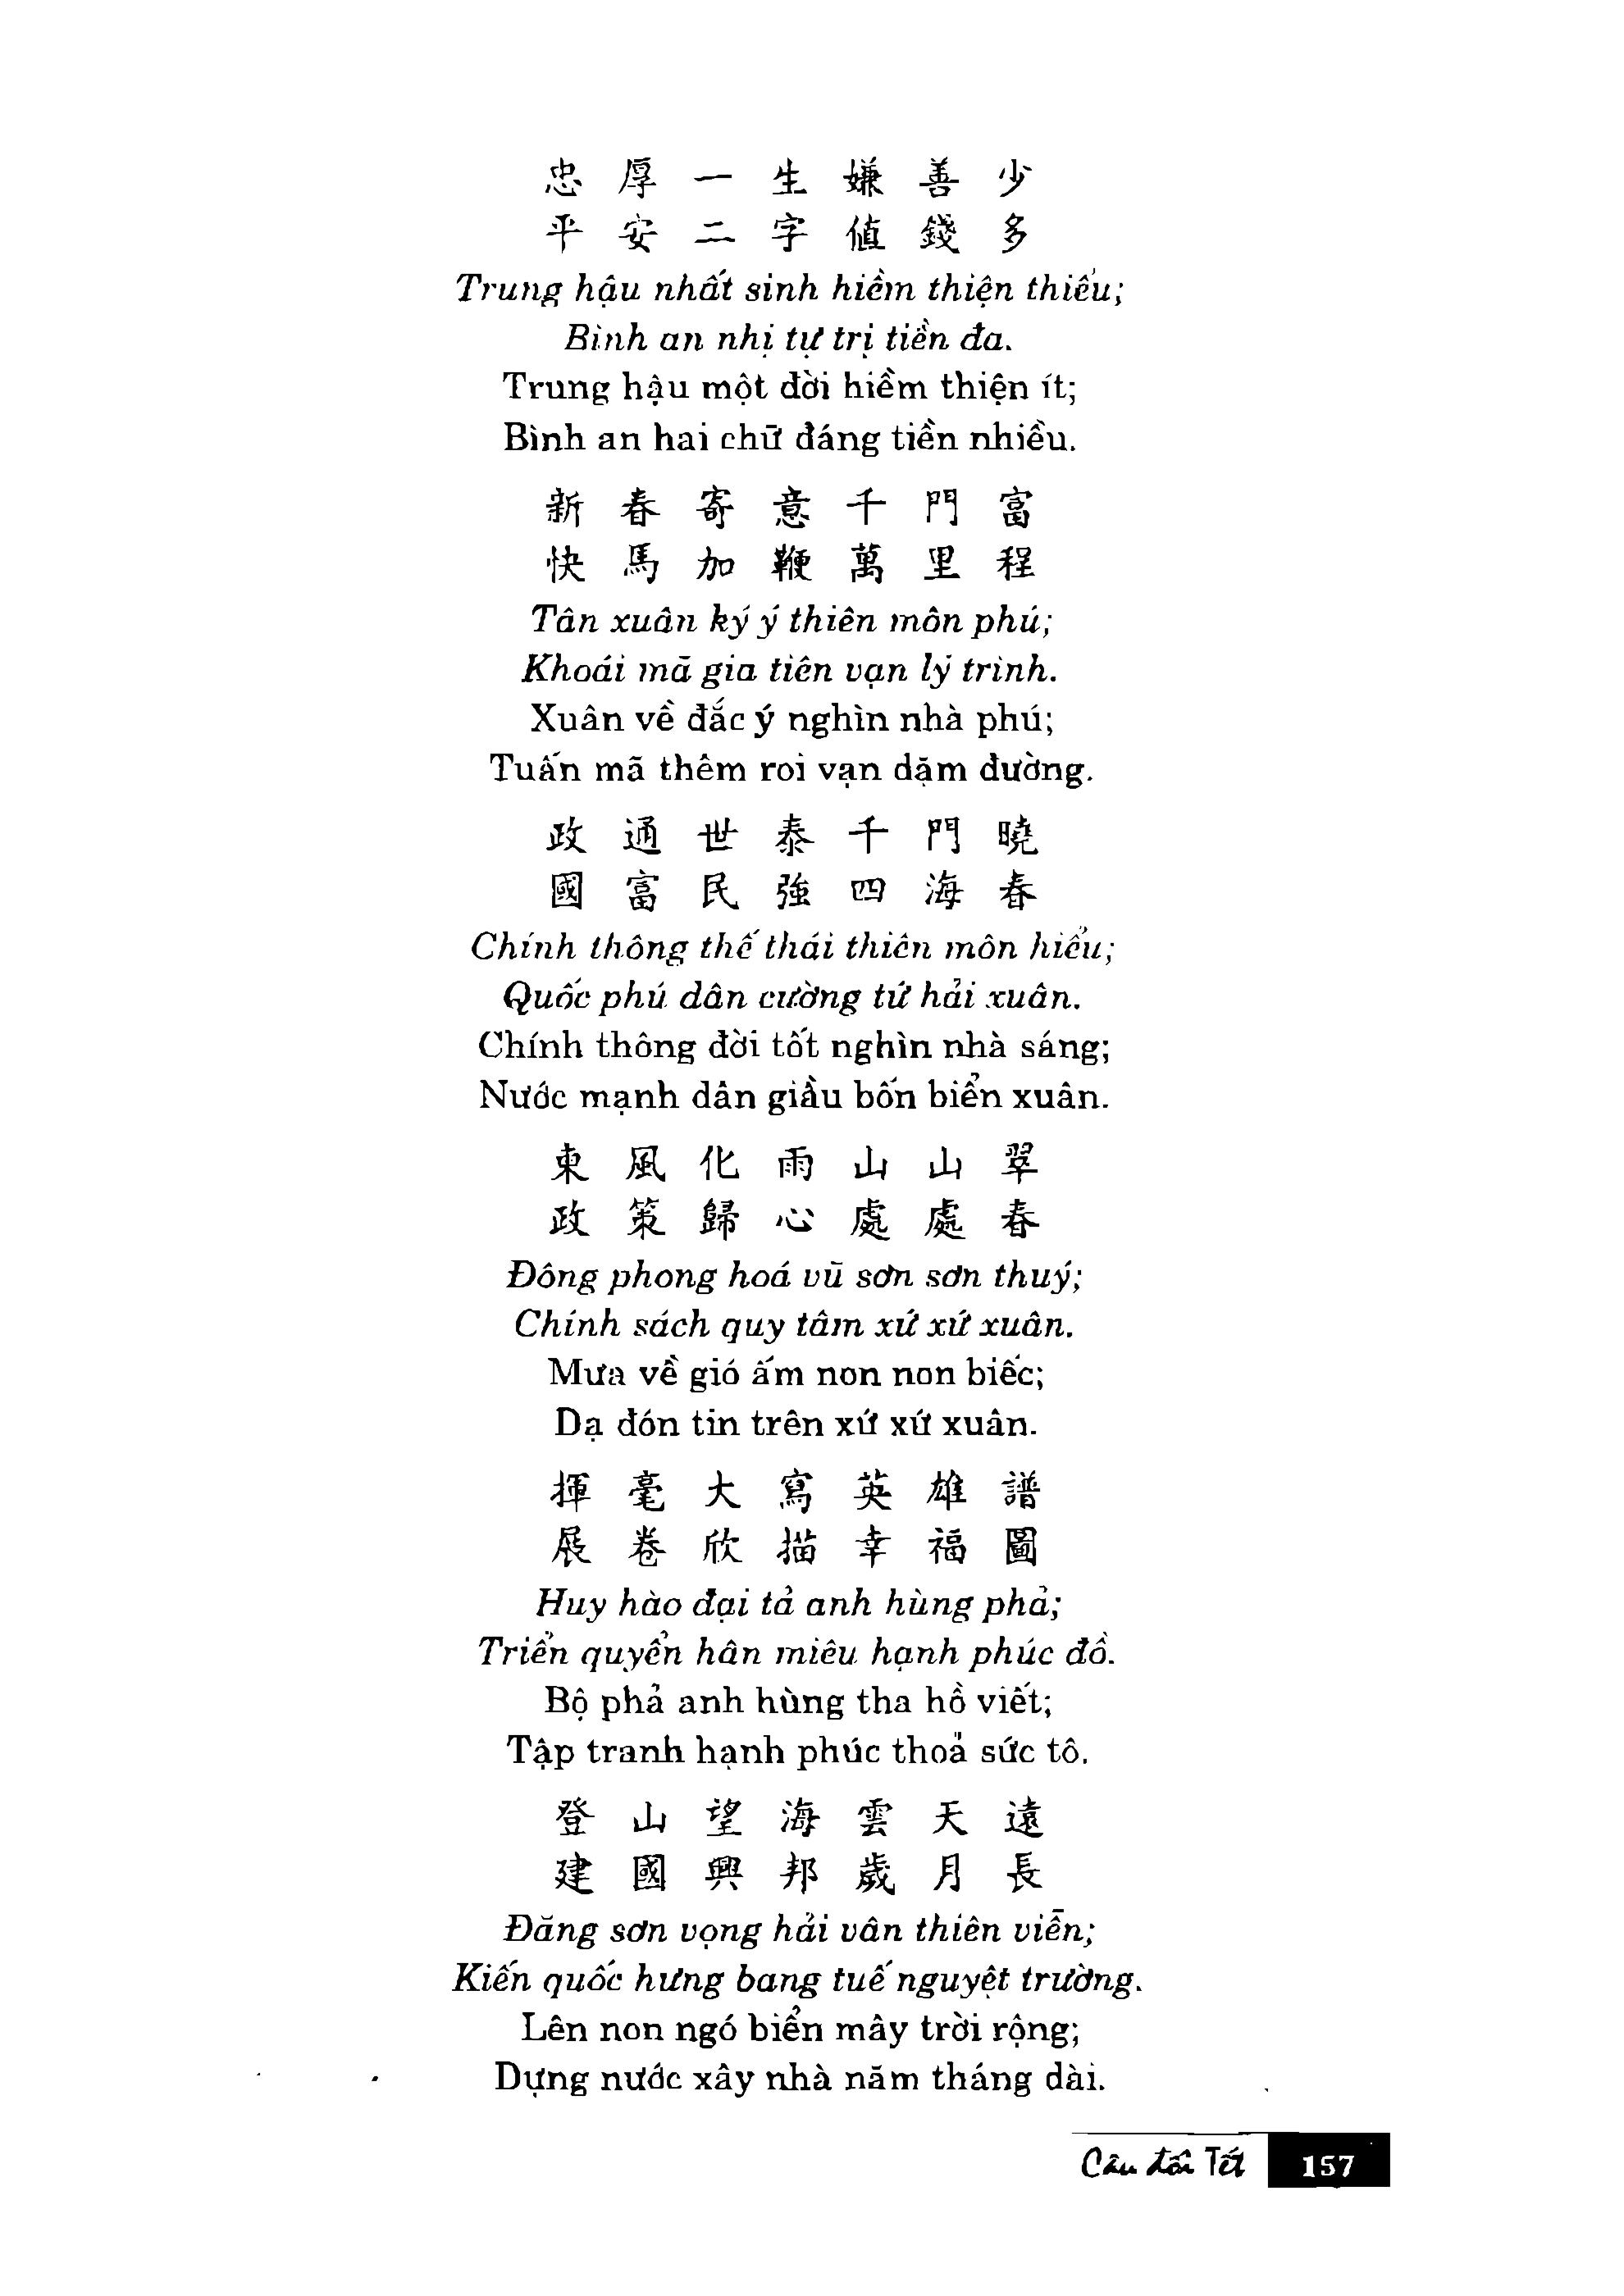 忠厚一生嫌善少
平安二字值錢多
Trung hậu nhất sinh hiềm thiện thiểu;
Bình an nhị tự trị tiền đa.
Trung hậu một đời hiềm thiện ít;
Bình an hai chữ đáng tiền nhiều.
新春寄意千門富
快馬加鞭萬里程
Tân xuân ký ý thiên môn phú;
Khoái mã gia tiên vạn lý trình.
Xuân về đắc ý nghìn nhà phú;
Tuấn mã thêm roi vạn dặm đường.
政通世泰千門曉
國富民強四海春
Chính thông thế thái thiên môn hiểu;
Quốc phú dân cường tứ hải xuân.
Chính thông đời tốt nghìn nhà sáng;
Nước mạnh dân giầu bốn biển xuân.
東風化雨山山翠
政策歸心處處春
Đông phong hoá vũ sơn sơn thuý;
Chính sách quy tâm xứ xứ xuân.
Mưa về gió ấm non non biếc;
Dạ đón tin trên xứ xứ xuân.
揮毫大寫英雄譜
展卷欣描幸福圖
Huy hào đại tả anh hùng phả;
Triển quyển hân miêu hạnh phúc đồ.
Bộ phả anh hùng tha hồ viết;
Tập tranh hạnh phúc thoả sức tô.
登山望海雲天遠
建國興邦歲月長
Đăng sơn vọng hải vân thiên viễn;
Kiến quốc hưng bang tuế nguyệt trường.
Lên non ngó biển mây trời rộng;
Dựng nước xây nhà năm tháng dài.
Câu đối Tết 157